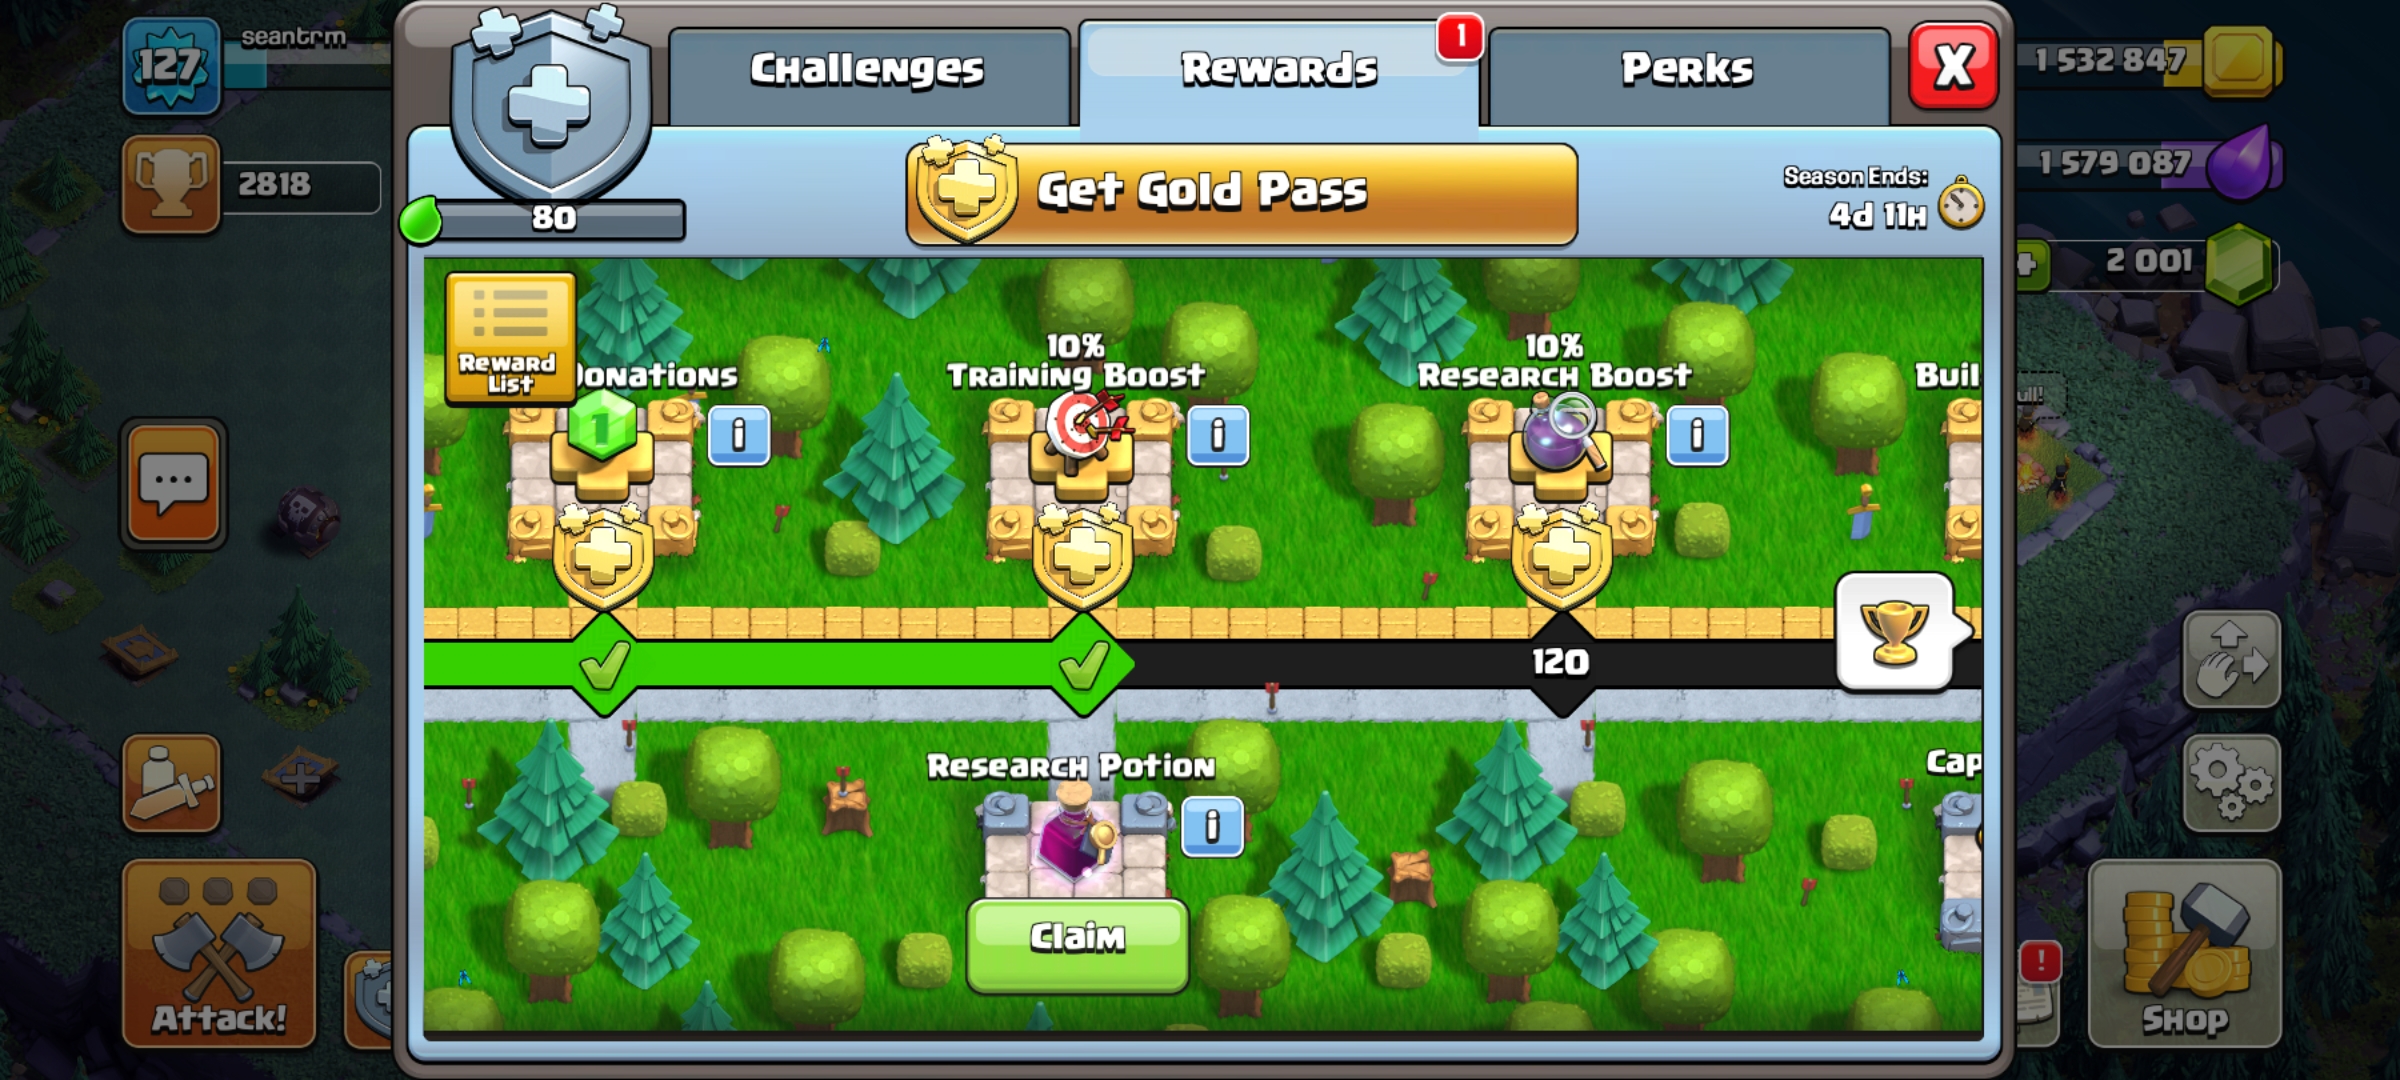 127
seantrm
2818
Challenges
Rewards
1
Perks
X
1 532 847
1 579 087
2 001
80
Get Gold Pass
Season Ends:
4d 11H
Reward
List
Donations
1
i
10%
Training Boost
i
10%
Research Boost
i
Buil
120
Research Potion
i
Claim
Cap
Attack!
!
Shop